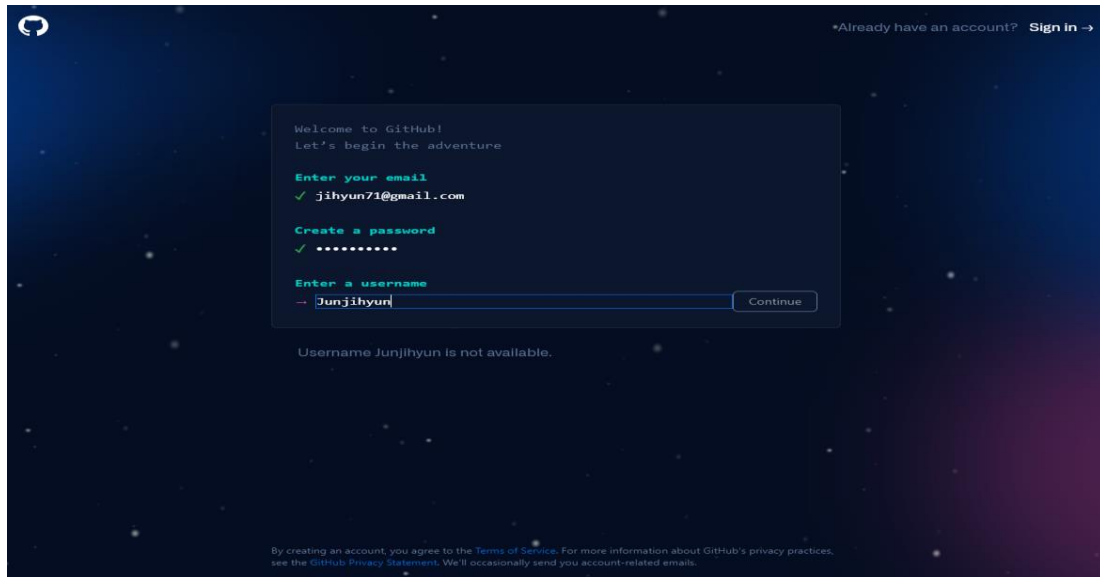 Already have an account? Sign in →
Welcome to GitHub!
Let's begin the adventure
Enter your email
✓ jihyun71@gmail.com
Create a password
✓ ••••••••••
Enter a username
→ Junjihyun
Continue
Username Junjihyun is not available.
By creating an account, you agree to the Terms of Service. For more information about GitHub's privacy practices,
see the GitHub Privacy Statement. We'll occasionally send you account-related emails.